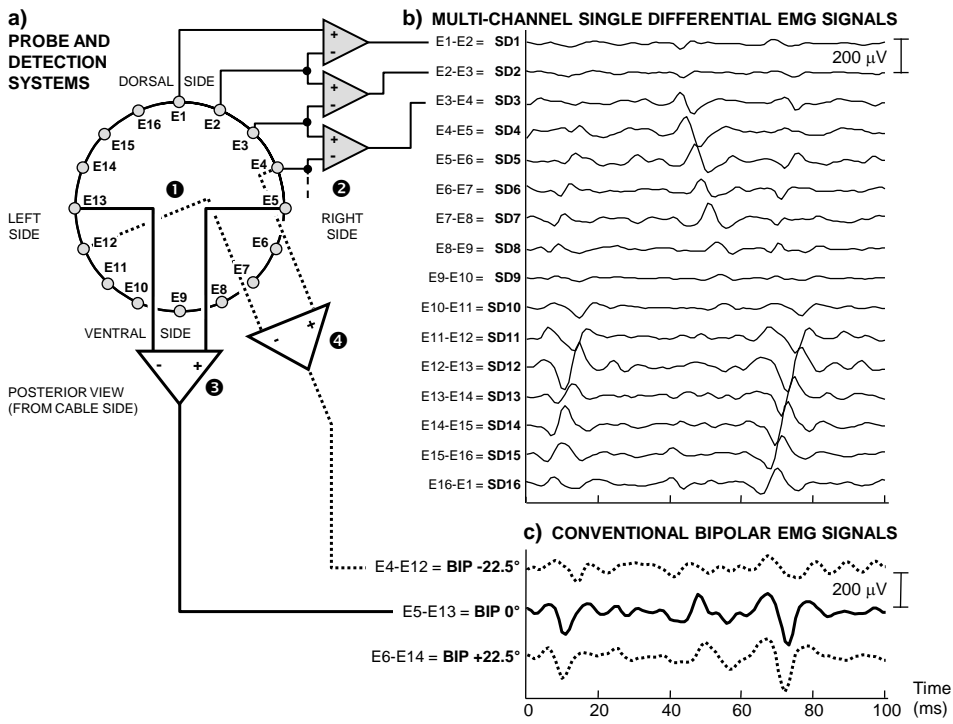 a)
PROBE AND
DETECTION
SYSTEMS
DORSAL SIDE
E1
E2
E3
E4
E5
E6
E7
E8
E9
E10
E11
E12
E13
E14
E15
E16
+
-
+
-
+
-
❶
❷
LEFT
SIDE
RIGHT
SIDE
VENTRAL SIDE
- +
❸
- +
❹
POSTERIOR VIEW
(FROM CABLE SIDE)
b) MULTI-CHANNEL SINGLE DIFFERENTIAL EMG SIGNALS
E1-E2 = SD1
E2-E3 = SD2
E3-E4 = SD3
E4-E5 = SD4
E5-E6 = SD5
E6-E7 = SD6
E7-E8 = SD7
E8-E9 = SD8
E9-E10 = SD9
E10-E11 = SD10
E11-E12 = SD11
E12-E13 = SD12
E13-E14 = SD13
E14-E15 = SD14
E15-E16 = SD15
E16-E1 = SD16
200 µV
c) CONVENTIONAL BIPOLAR EMG SIGNALS
E4-E12 = BIP -22.5°
E5-E13 = BIP 0°
E6-E14 = BIP +22.5°
200 µV
0 20 40 60 80 100
Time
(ms)